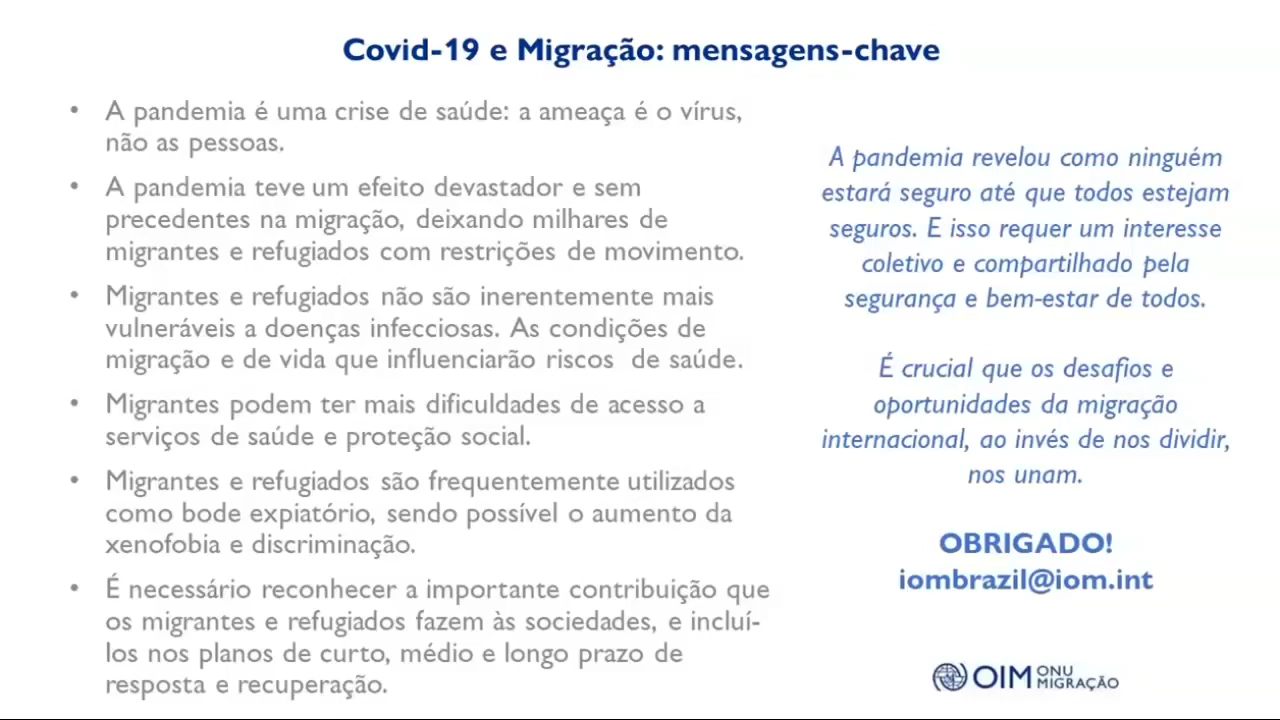 Covid-19 e Migração: mensagens-chave
• A pandemia é uma crise de saúde: a ameaça é o vírus,
não as pessoas.
• A pandemia teve um efeito devastador e sem
precedentes na migração, deixando milhares de
migrantes e refugiados com restrições de movimento.
• Migrantes e refugiados não são inerentemente mais
vulneráveis a doenças infecciosas. As condições de
migração e de vida que influenciarão riscos de saúde.
• Migrantes podem ter mais dificuldades de acesso a
serviços de saúde e proteção social.
• Migrantes e refugiados são frequentemente utilizados
como bode expiatório, sendo possível o aumento da
xenofobia e discriminação.
• É necessário reconhecer a importante contribuição que
os migrantes e refugiados fazem às sociedades, e incluí-
los nos planos de curto, médio e longo prazo de
resposta e recuperação.
A pandemia revelou como ninguém
estará seguro até que todos estejam
seguros. E isso requer um interesse
coletivo e compartilhado pela
segurança e bem-estar de todos.
É crucial que os desafios e
oportunidades da migração
internacional, ao invés de nos dividir,
nos unam.
OBRIGADO!
iombrazil@iom.int
OIM ONU
MIGRAÇÃO